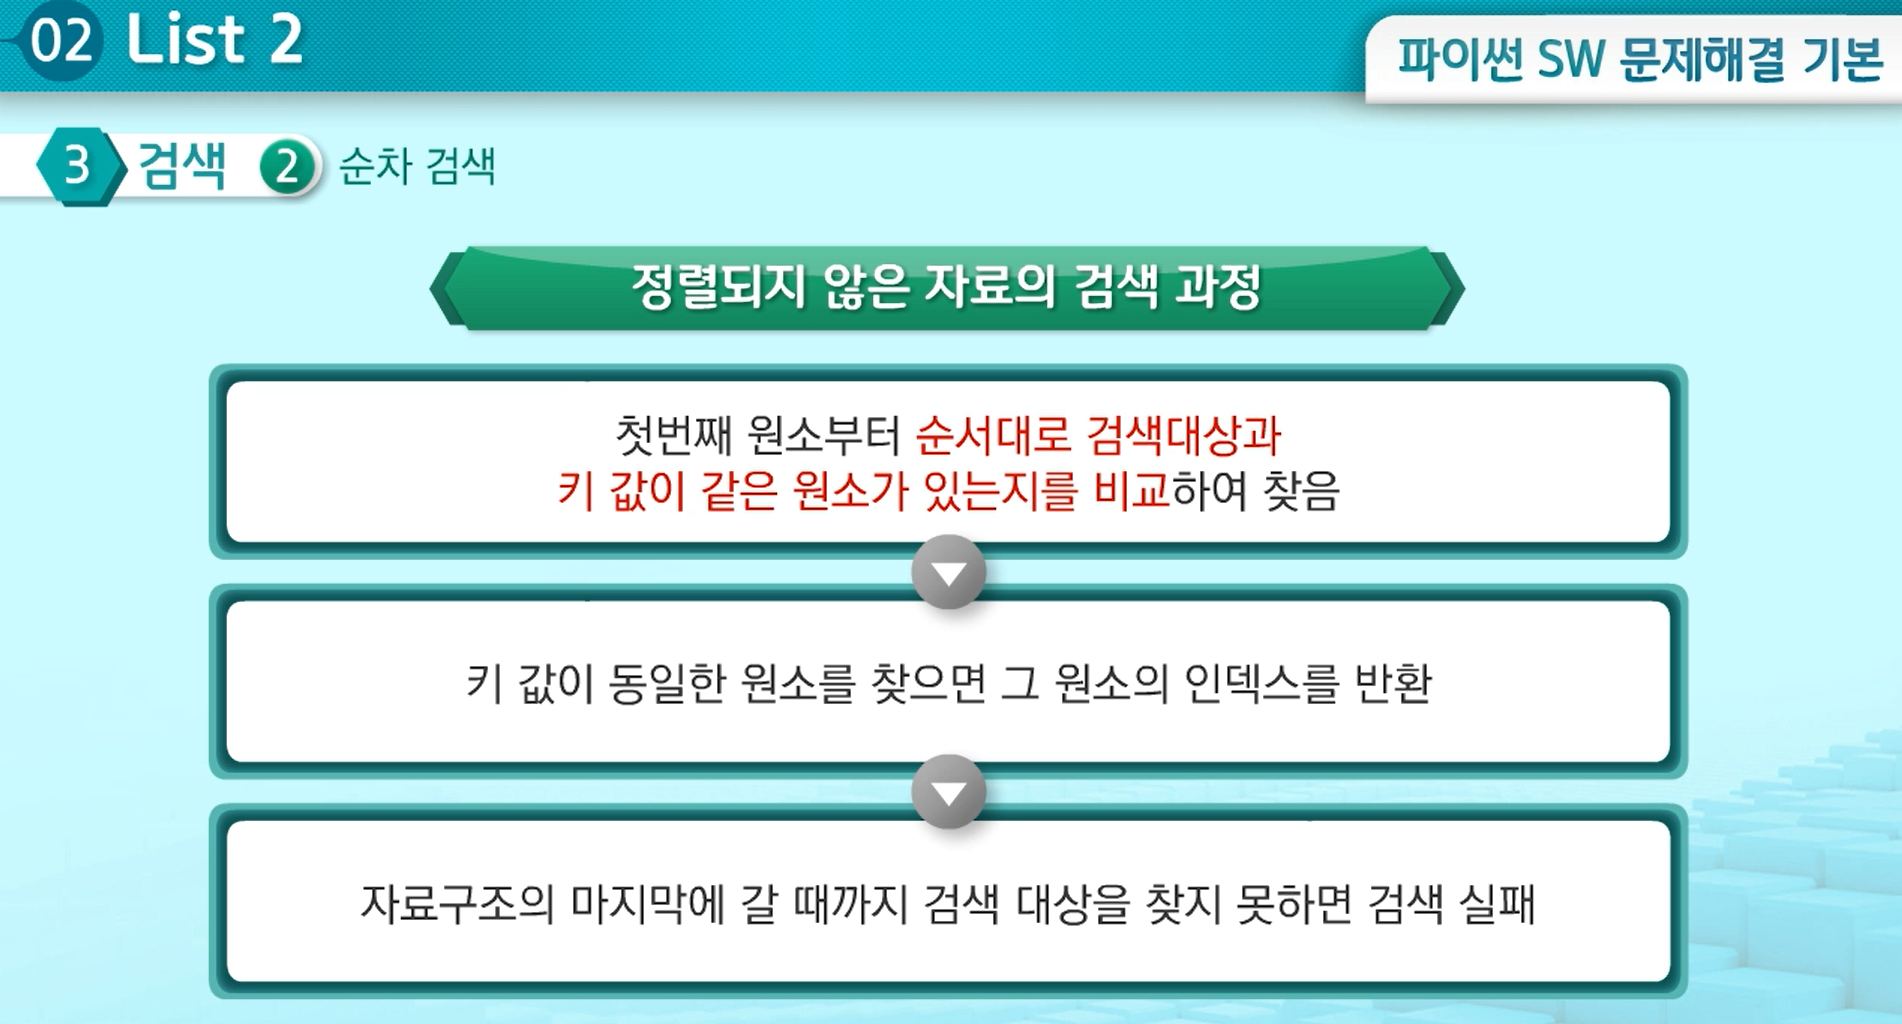 02 List 2
파이썬 SW 문제해결 기본
3 검색 2 순차 검색
정렬되지 않은 자료의 검색 과정
첫번째 원소부터 순서대로 검색대상과
키 값이 같은 원소가 있는지를 비교하여 찾음
키 값이 동일한 원소를 찾으면 그 원소의 인덱스를 반환
자료구조의 마지막에 갈 때까지 검색 대상을 찾지 못하면 검색 실패